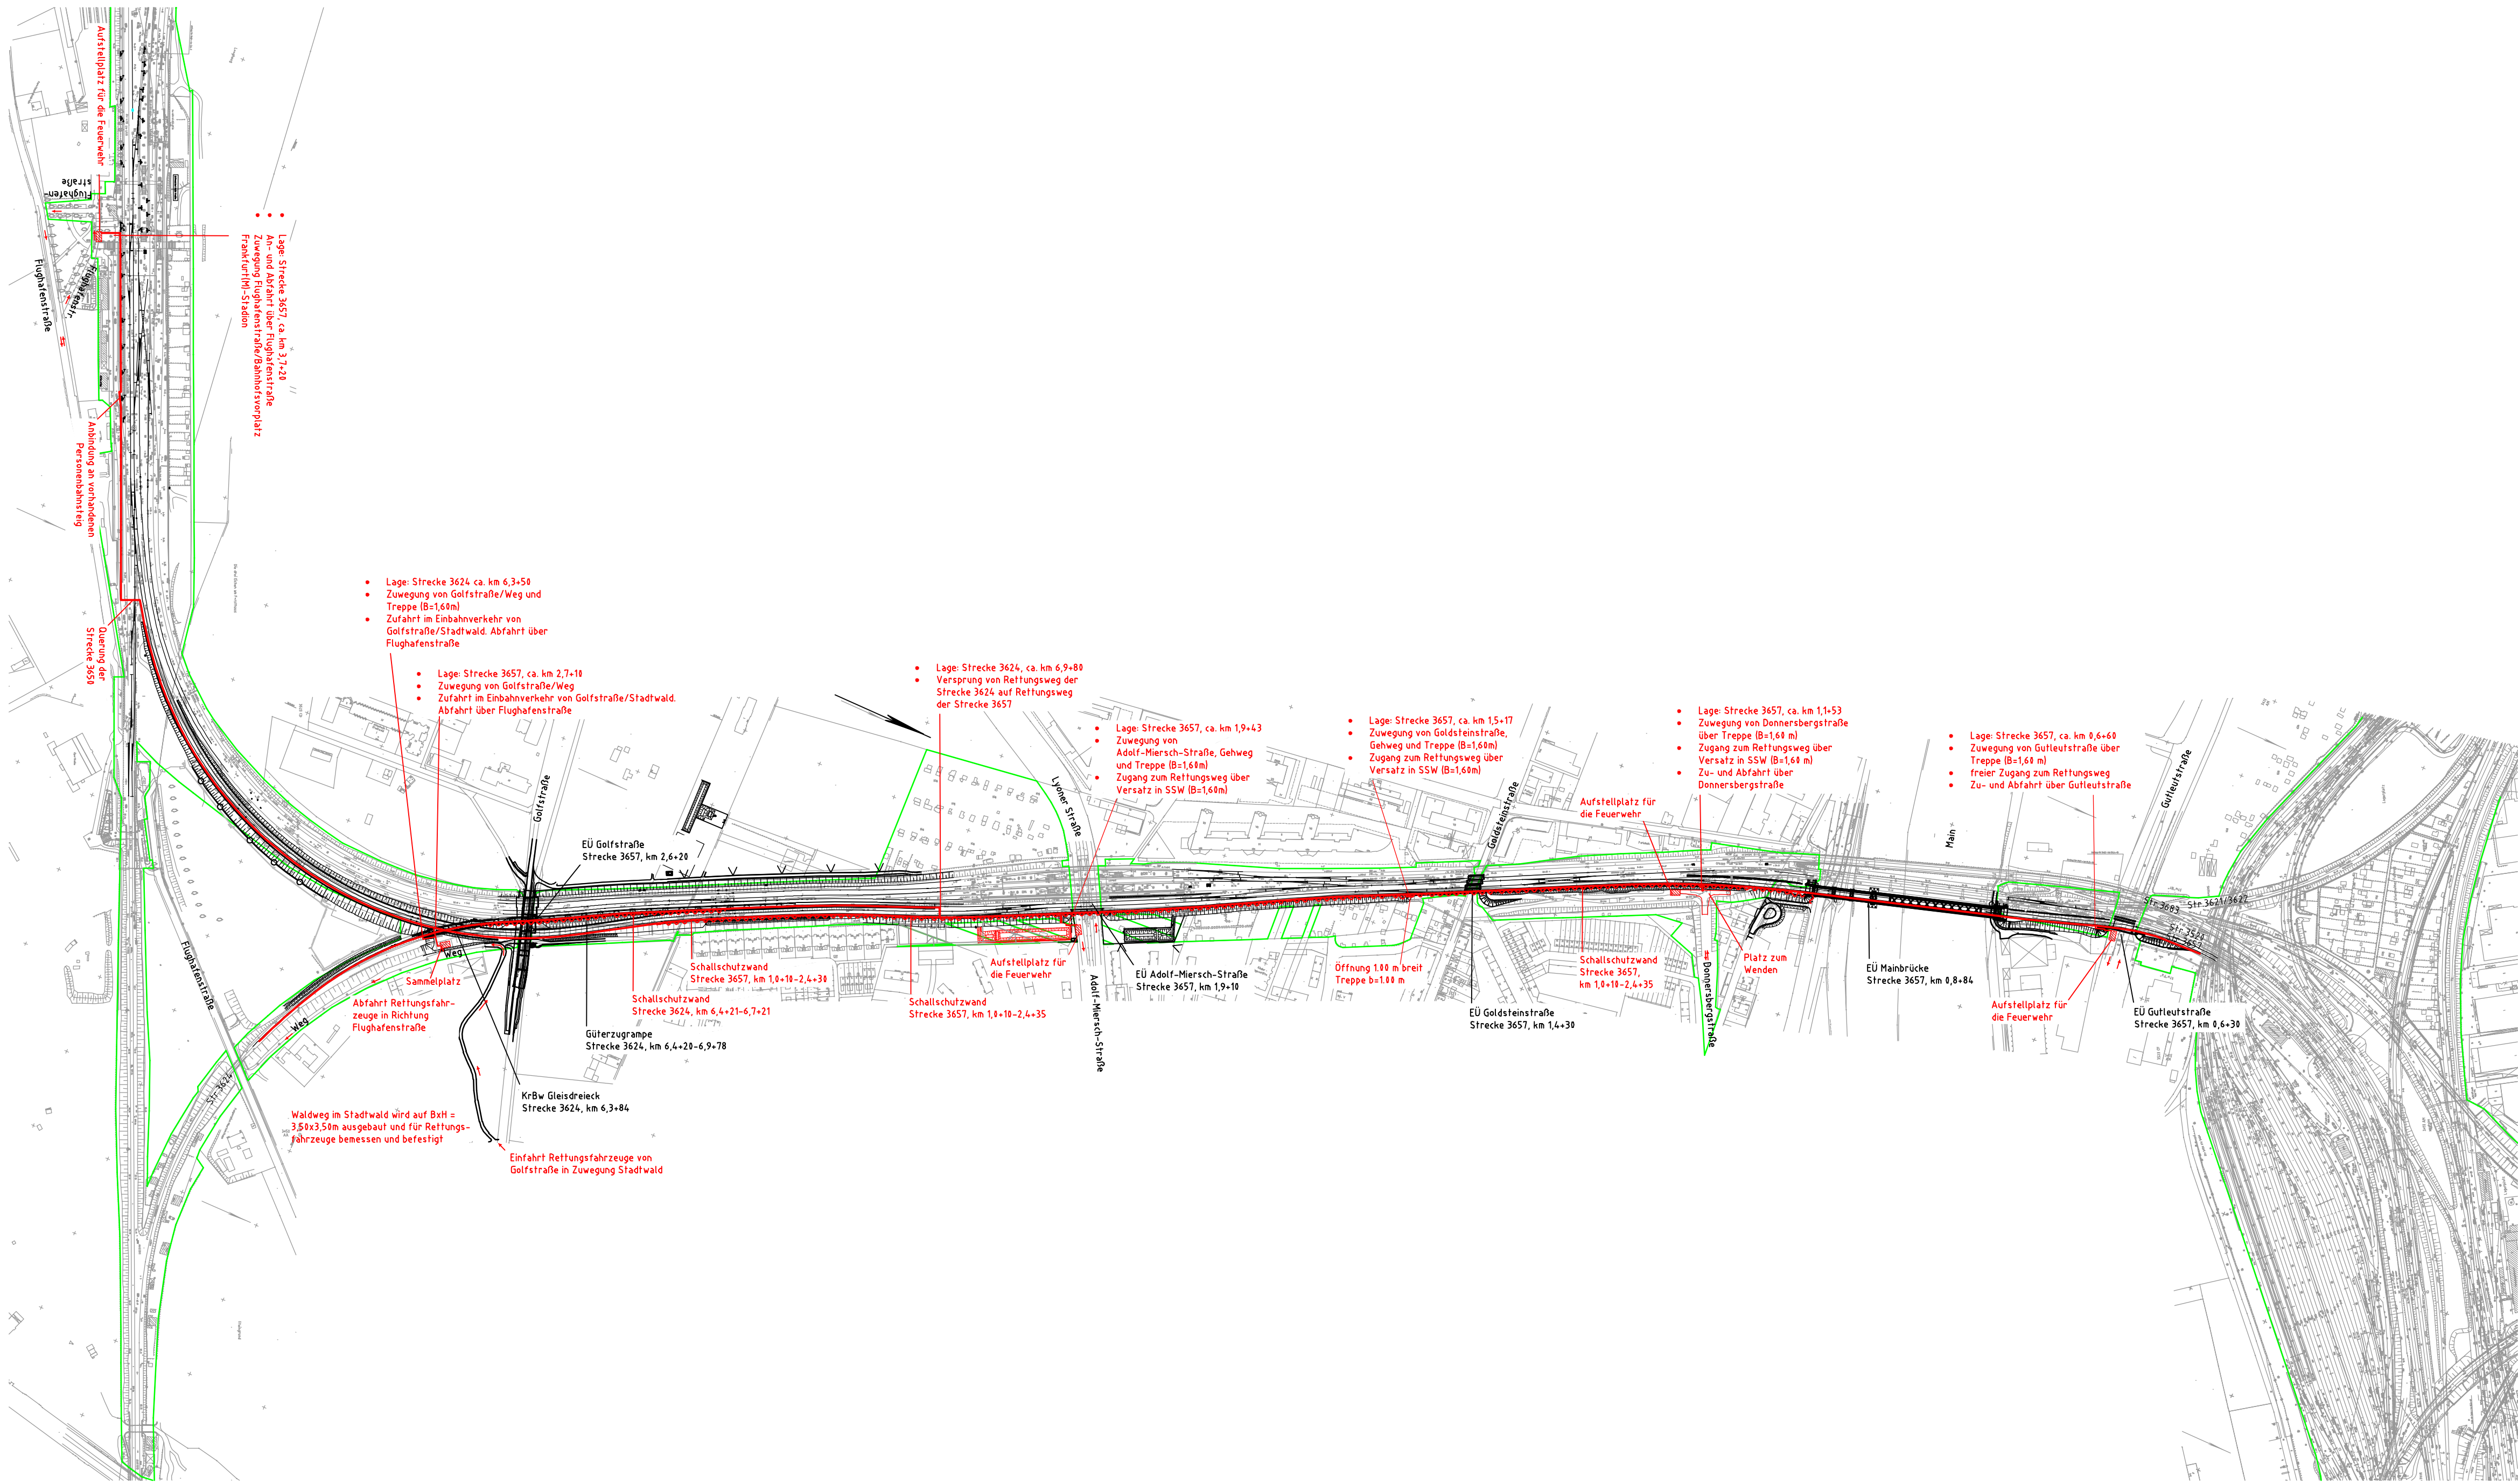 Aufstellplatz für die Feuerwehr
Flughafen-
straße
Flughafenstraße
Flughafenstr.
Lage: Strecke 3657, ca. km 3,7+20
An- und Abfahrt über Flughafenstraße
Zuwegung Flughafenstraße/Bahnhofsvorplatz
Frankfurt(M)-Stadion
Anbindung an vorhandenen
Personenbahnsteig
Querung der
Strecke 3650
Lage: Strecke 3624 ca. km 6,3+50
Zuwegung von Golfstraße/Weg und
Treppe (B=1,60m)
Zufahrt im Einbahnverkehr von
Golfstraße/Stadtwald. Abfahrt über
Flughafenstraße
Lage: Strecke 3657, ca. km 2,7+10
Zuwegung von Golfstraße/Weg
Zufahrt im Einbahnverkehr von Golfstraße/Stadtwald.
Abfahrt über Flughafenstraße
Lage: Strecke 3624, ca. km 6,9+80
Versprung von Rettungsweg der
Strecke 3624 auf Rettungsweg
der Strecke 3657
Lage: Strecke 3657, ca. km 1,9+43
Zuwegung von
Adolf-Miersch-Straße, Gehweg
und Treppe (B=1,60m)
Zugang zum Rettungsweg über
Versatz in SSW (B=1,60m)
Lage: Strecke 3657, ca. km 1,5+17
Zuwegung von Goldsteinstraße,
Gehweg und Treppe (B=1,60m)
Zugang zum Rettungsweg über
Versatz in SSW (B=1,60m)
Lage: Strecke 3657, ca. km 1,1+53
Zuwegung von Donnersbergstraße
über Treppe (B=1,60 m)
Zugang zum Rettungsweg über
Versatz in SSW (B=1,60 m)
Zu- und Abfahrt über
Donnersbergstraße
Lage: Strecke 3657, ca. km 0,6+60
Zuwegung von Gutleutstraße über
Treppe (B=1,60 m)
freier Zugang zum Rettungsweg
Zu- und Abfahrt über Gutleutstraße
Golfstraße
Lyoner Straße
Goldsteinstraße
Main
Gutleutstraße
Aufstellplatz für
die Feuerwehr
EÜ Golfstraße
Strecke 3657, km 2,6+20
Str.3683
Str.3621/3627
Str.3524
Str.3657
Flughafenstraße
Weg
Weg
Str.3624
Sammelplatz
Abfahrt Rettungsfahr-
zeuge in Richtung
Flughafenstraße
Schallschutzwand
Strecke 3657, km 1,0+10-2,4+30
Schallschutzwand
Strecke 3624, km 6,4+21-6,7+21
Güterzugrampe
Strecke 3624, km 6,4+20-6,9+78
Schallschutzwand
Strecke 3657, km 1,0+10-2,4+35
Aufstellplatz für
die Feuerwehr
Adolf-Miersch-Straße
EÜ Adolf-Miersch-Straße
Strecke 3657, km 1,9+10
Öffnung 1.00 m breit
Treppe b=1.00 m
EÜ Goldsteinstraße
Strecke 3657, km 1,4+30
Schallschutzwand
Strecke 3657,
km 1,0+10-2,4+35
Donnersbergstraße
Platz zum
Wenden
EÜ Mainbrücke
Strecke 3657, km 0,8+84
Aufstellplatz für
die Feuerwehr
EÜ Gutleutstraße
Strecke 3657, km 0,6+30
KrBw Gleisdreieck
Strecke 3624, km 6,3+84
Waldweg im Stadtwald wird auf BxH =
3,50x3,50m ausgebaut und für Rettungs-
fahrzeuge bemessen und befestigt
Einfahrt Rettungsfahrzeuge von
Golfstraße in Zuwegung Stadtwald